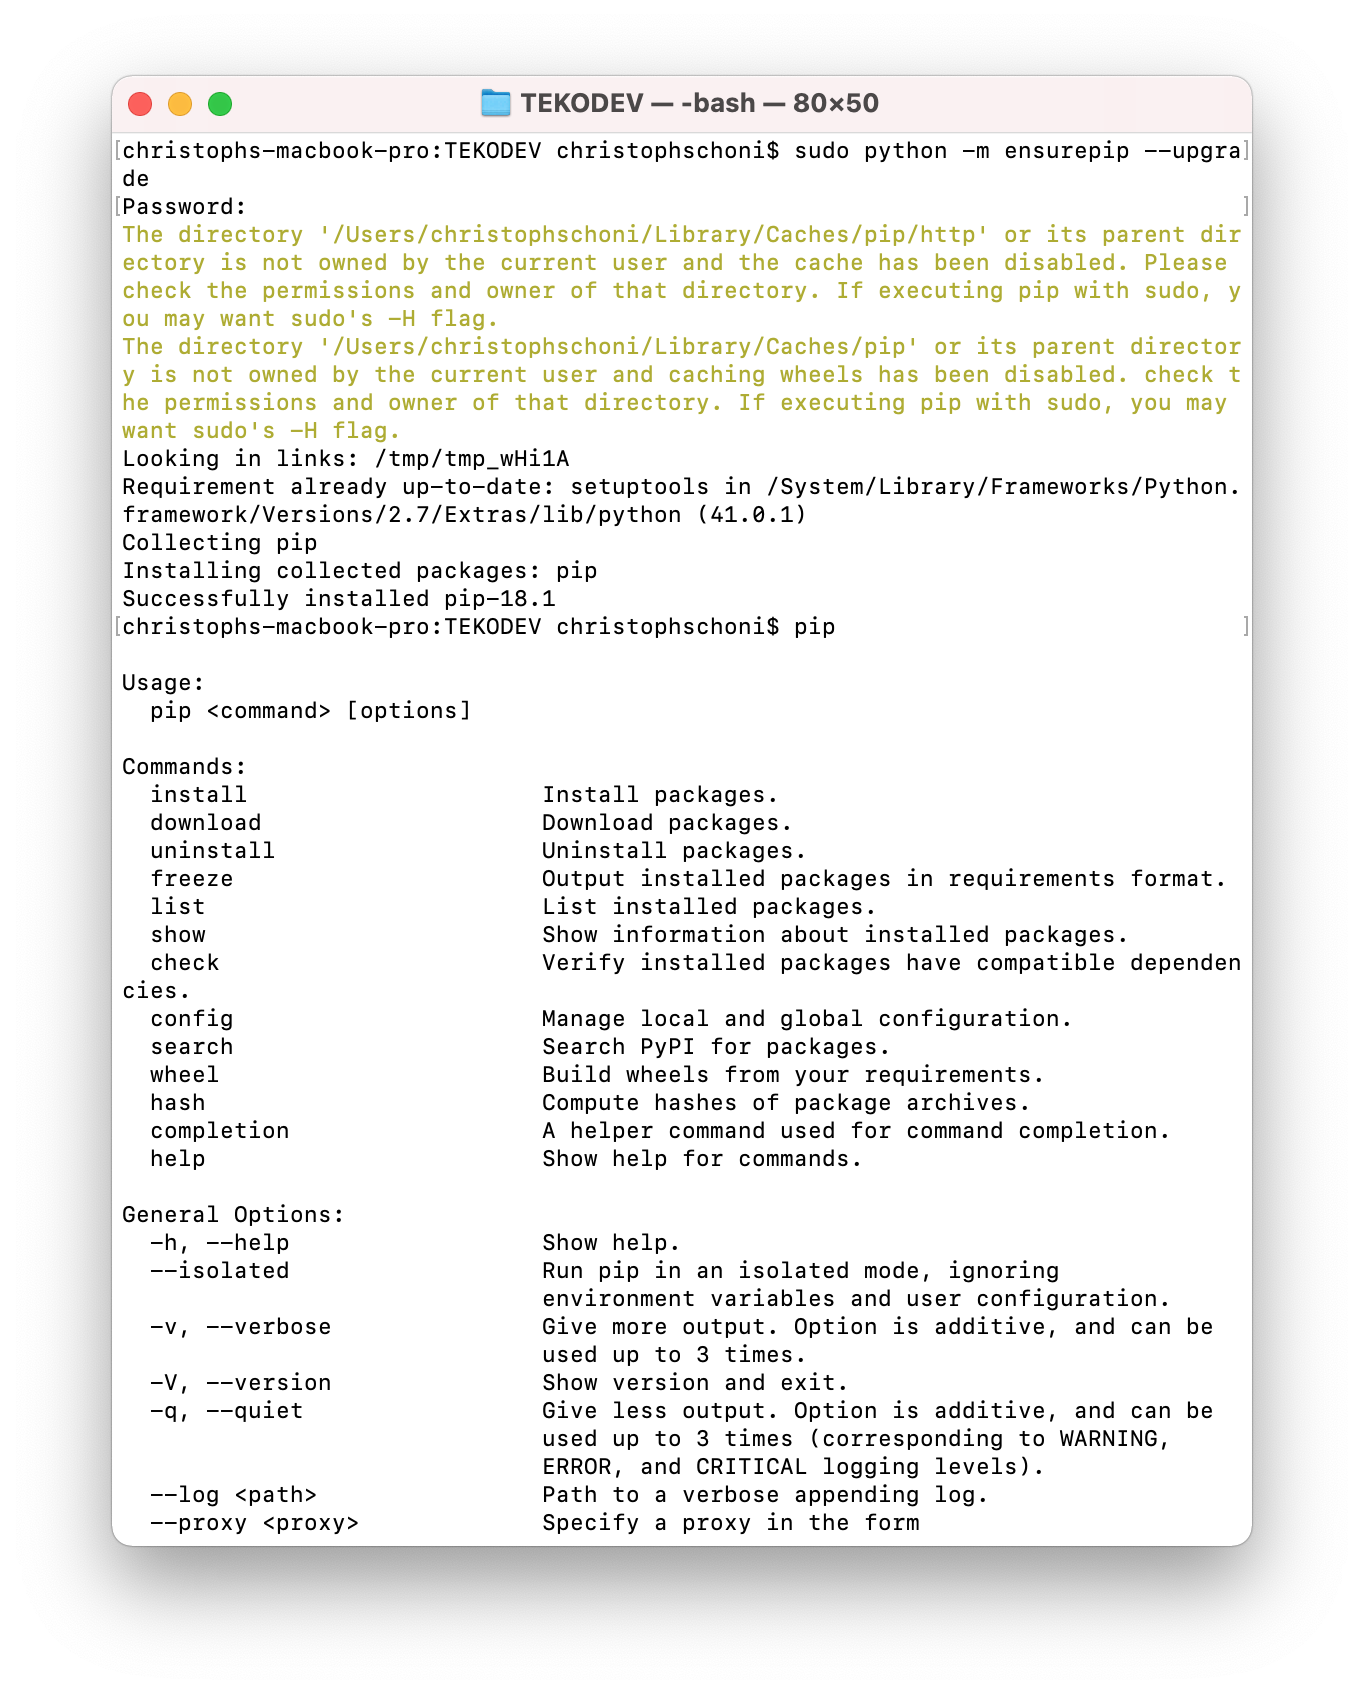 TEKODEV — -bash — 80×50
[christophs-macbook-pro:TEKODEV christophschoni$ sudo python -m ensurepip --upgra]
de
[Password: ]
The directory '/Users/christophschoni/Library/Caches/pip/http' or its parent dir
ectory is not owned by the current user and the cache has been disabled. Please
check the permissions and owner of that directory. If executing pip with sudo, y
ou may want sudo's -H flag.
The directory '/Users/christophschoni/Library/Caches/pip' or its parent director
y is not owned by the current user and caching wheels has been disabled. check t
he permissions and owner of that directory. If executing pip with sudo, you may
want sudo's -H flag.
Looking in links: /tmp/tmp_wHi1A
Requirement already up-to-date: setuptools in /System/Library/Frameworks/Python.
framework/Versions/2.7/Extras/lib/python (41.0.1)
Collecting pip
Installing collected packages: pip
Successfully installed pip-18.1
[christophs-macbook-pro:TEKODEV christophschoni$ pip ]

Usage:
  pip <command> [options]

Commands:
  install                     Install packages.
  download                    Download packages.
  uninstall                   Uninstall packages.
  freeze                      Output installed packages in requirements format.
  list                        List installed packages.
  show                        Show information about installed packages.
  check                       Verify installed packages have compatible dependen
cies.
  config                      Manage local and global configuration.
  search                      Search PyPI for packages.
  wheel                       Build wheels from your requirements.
  hash                        Compute hashes of package archives.
  completion                  A helper command used for command completion.
  help                        Show help for commands.

General Options:
  -h, --help                  Show help.
  --isolated                  Run pip in an isolated mode, ignoring
                              environment variables and user configuration.
  -v, --verbose               Give more output. Option is additive, and can be
                              used up to 3 times.
  -V, --version               Show version and exit.
  -q, --quiet                 Give less output. Option is additive, and can be
                              used up to 3 times (corresponding to WARNING,
                              ERROR, and CRITICAL logging levels).
  --log <path>                Path to a verbose appending log.
  --proxy <proxy>             Specify a proxy in the form